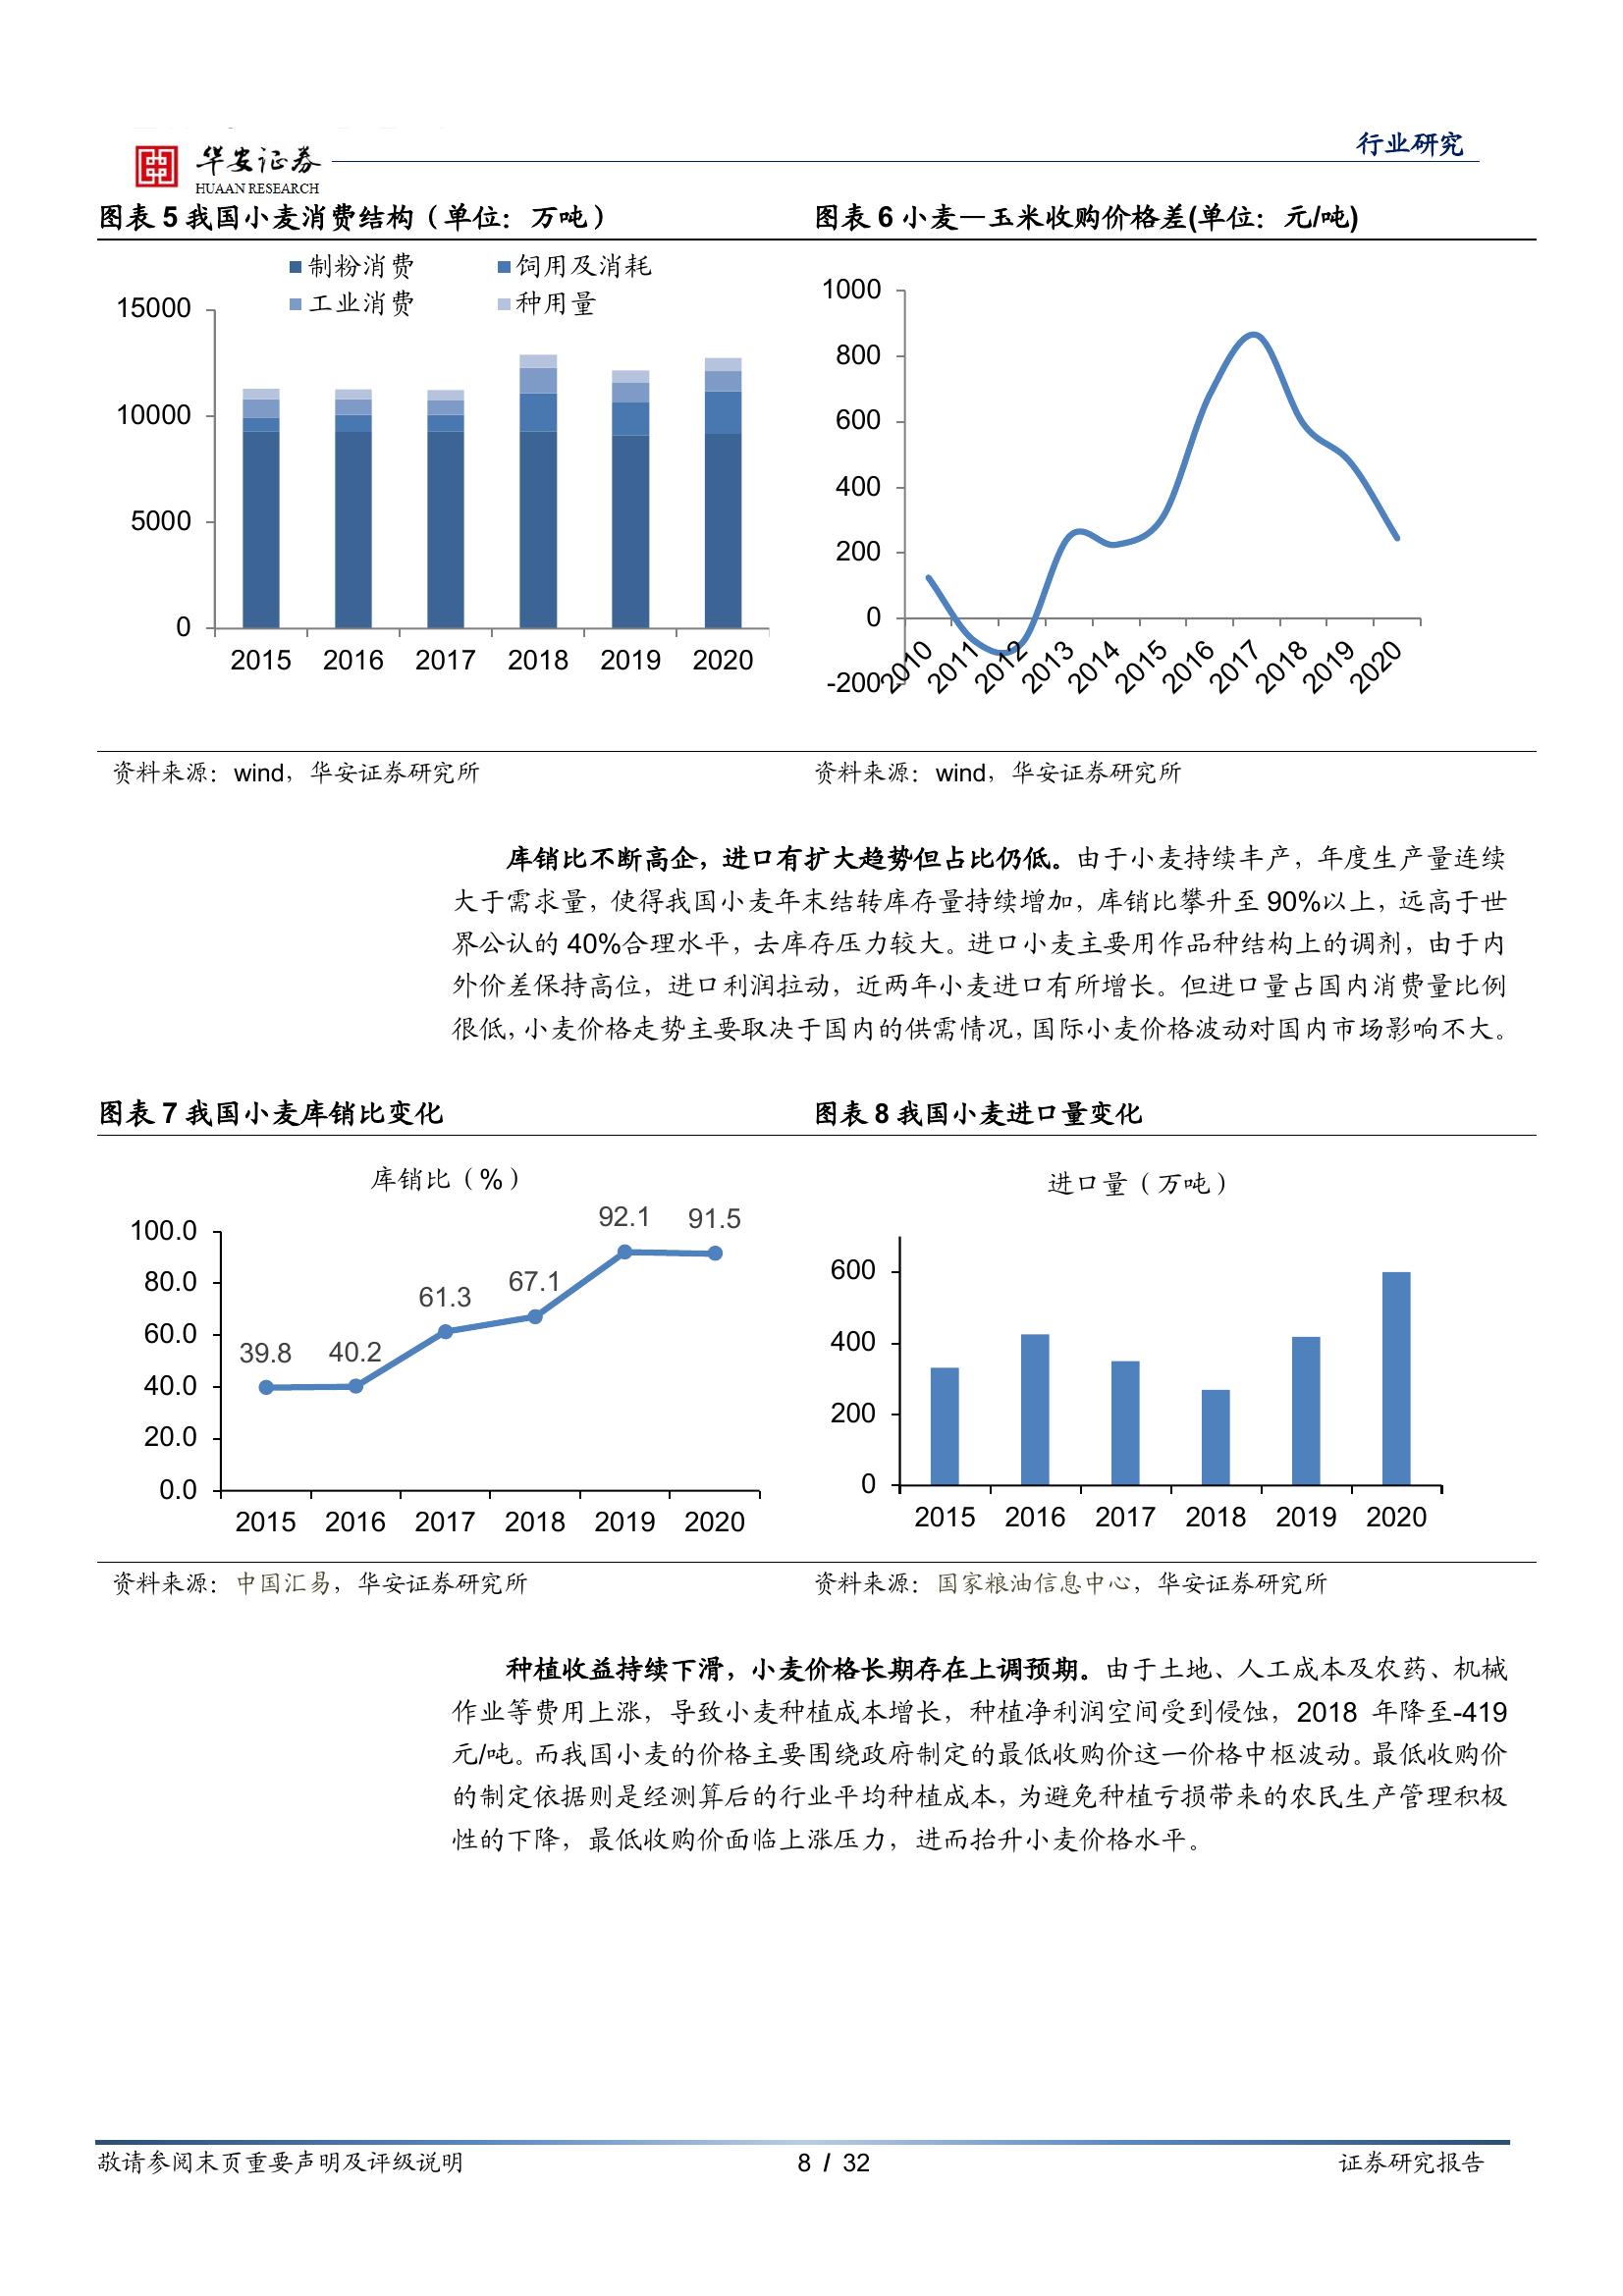 华安证券
HUAAN RESEARCH
行业研究
图表 5 我国小麦消费结构（单位：万吨）
制粉消费
饲用及消耗
工业消费
种用量
15000
10000
5000
0
2015 2016 2017 2018 2019 2020
资料来源：wind，华安证券研究所
图表 6 小麦—玉米收购价格差(单位：元/吨)
1000
800
600
400
200
0
-200
2010 2011 2012 2013 2014 2015 2016 2017 2018 2019 2020
资料来源：wind，华安证券研究所
库销比不断高企，进口有扩大趋势但占比仍低。由于小麦持续丰产，年度生产量连续
大于需求量，使得我国小麦年末结转库存量持续增加，库销比攀升至 90%以上，远高于世
界公认的 40%合理水平，去库存压力较大。进口小麦主要用作品种结构上的调剂，由于内
外价差保持高位，进口利润拉动，近两年小麦进口有所增长。但进口量占国内消费量比例
很低，小麦价格走势主要取决于国内的供需情况，国际小麦价格波动对国内市场影响不大。
图表 7 我国小麦库销比变化
库销比（%）
100.0
80.0
60.0
40.0
20.0
0.0
39.8 40.2 61.3 67.1 92.1 91.5
2015 2016 2017 2018 2019 2020
资料来源：中国汇易，华安证券研究所
图表 8 我国小麦进口量变化
进口量（万吨）
600
400
200
0
2015 2016 2017 2018 2019 2020
资料来源：国家粮油信息中心，华安证券研究所
种植收益持续下滑，小麦价格长期存在上调预期。由于土地、人工成本及农药、机械
作业等费用上涨，导致小麦种植成本增长，种植净利润空间受到侵蚀，2018 年降至-419
元/吨。而我国小麦的价格主要围绕政府制定的最低收购价这一价格中枢波动。最低收购价
的制定依据则是经测算后的行业平均种植成本，为避免种植亏损带来的农民生产管理积极
性的下降，最低收购价面临上涨压力，进而抬升小麦价格水平。
敬请参阅末页重要声明及评级说明
8 / 32
证券研究报告